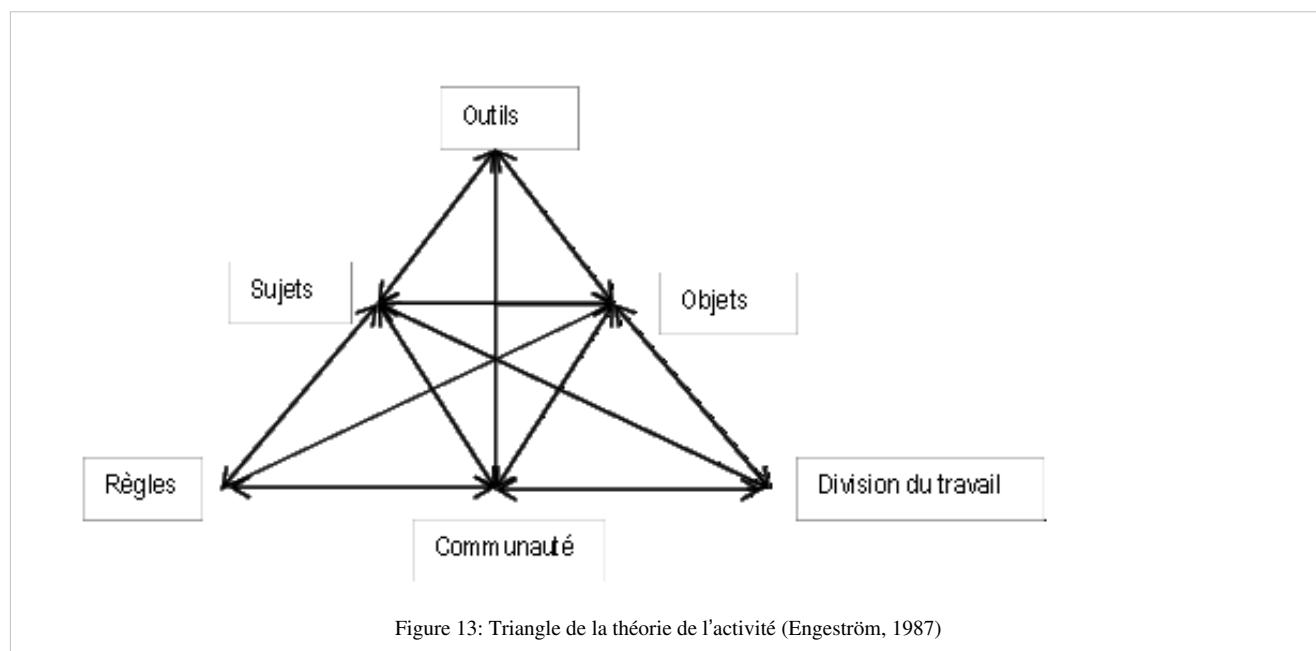 Outils
Sujets
Objets
Règles
Division du travail
Communauté
Figure 13: Triangle de la théorie de l'activité (Engeström, 1987)